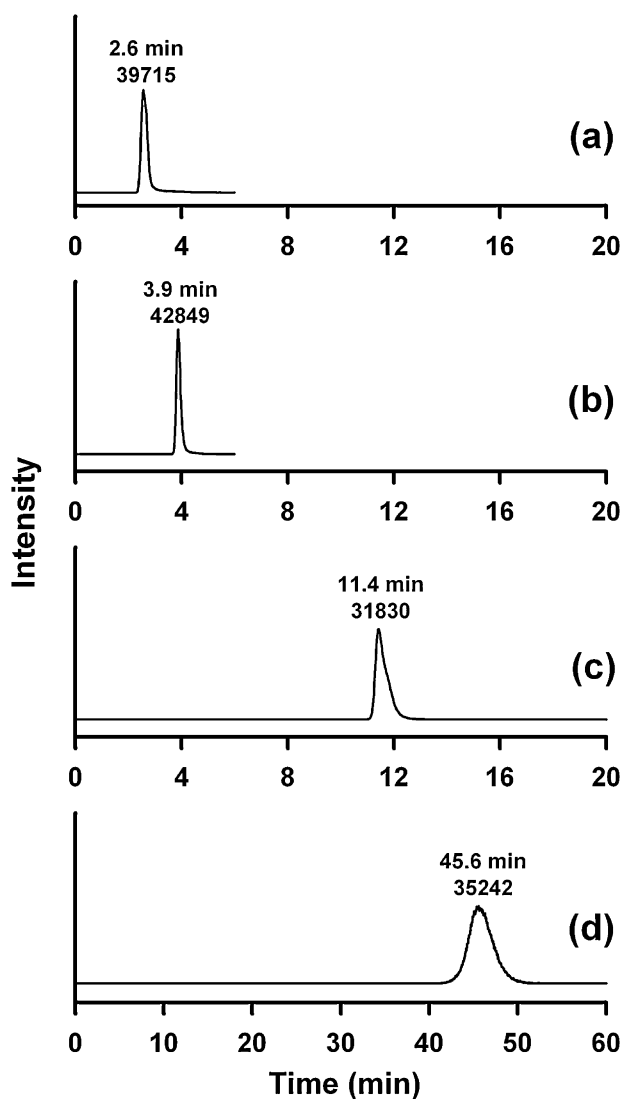 2.6 min
39715
(a)
0 4 8 12 16 20
3.9 min
42849
(b)
0 4 8 12 16 20
Intensity
11.4 min
31830
(c)
0 4 8 12 16 20
45.6 min
35242
(d)
0 10 20 30 40 50 60
Time (min)